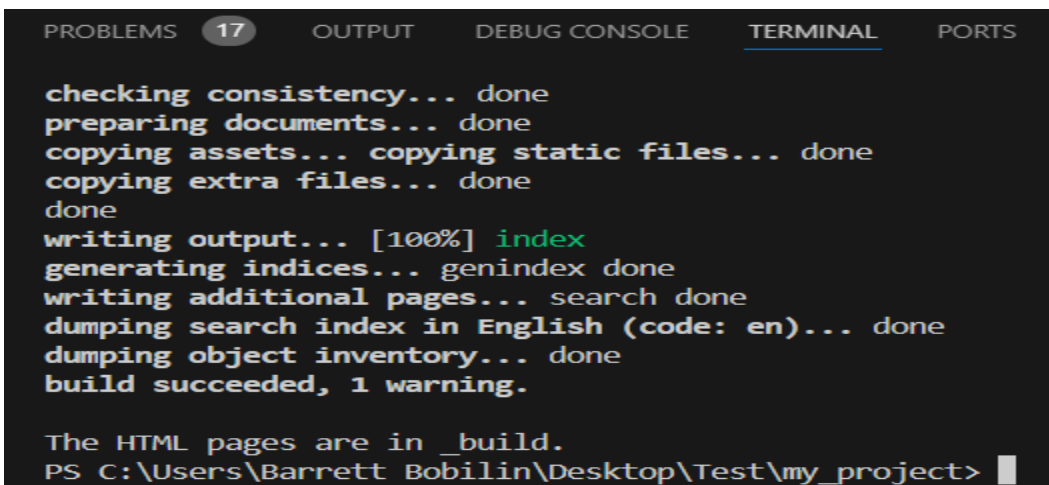 PROBLEMS 17 OUTPUT DEBUG CONSOLE TERMINAL PORTS
checking consistency... done
preparing documents... done
copying assets... copying static files... done
copying extra files... done
done
writing output... [100%] index
generating indices... genindex done
writing additional pages... search done
dumping search index in English (code: en)... done
dumping object inventory... done
build succeeded, 1 warning.
The HTML pages are in _build.
PS C:\Users\Barrett Bobilin\Desktop\Test\my_project>